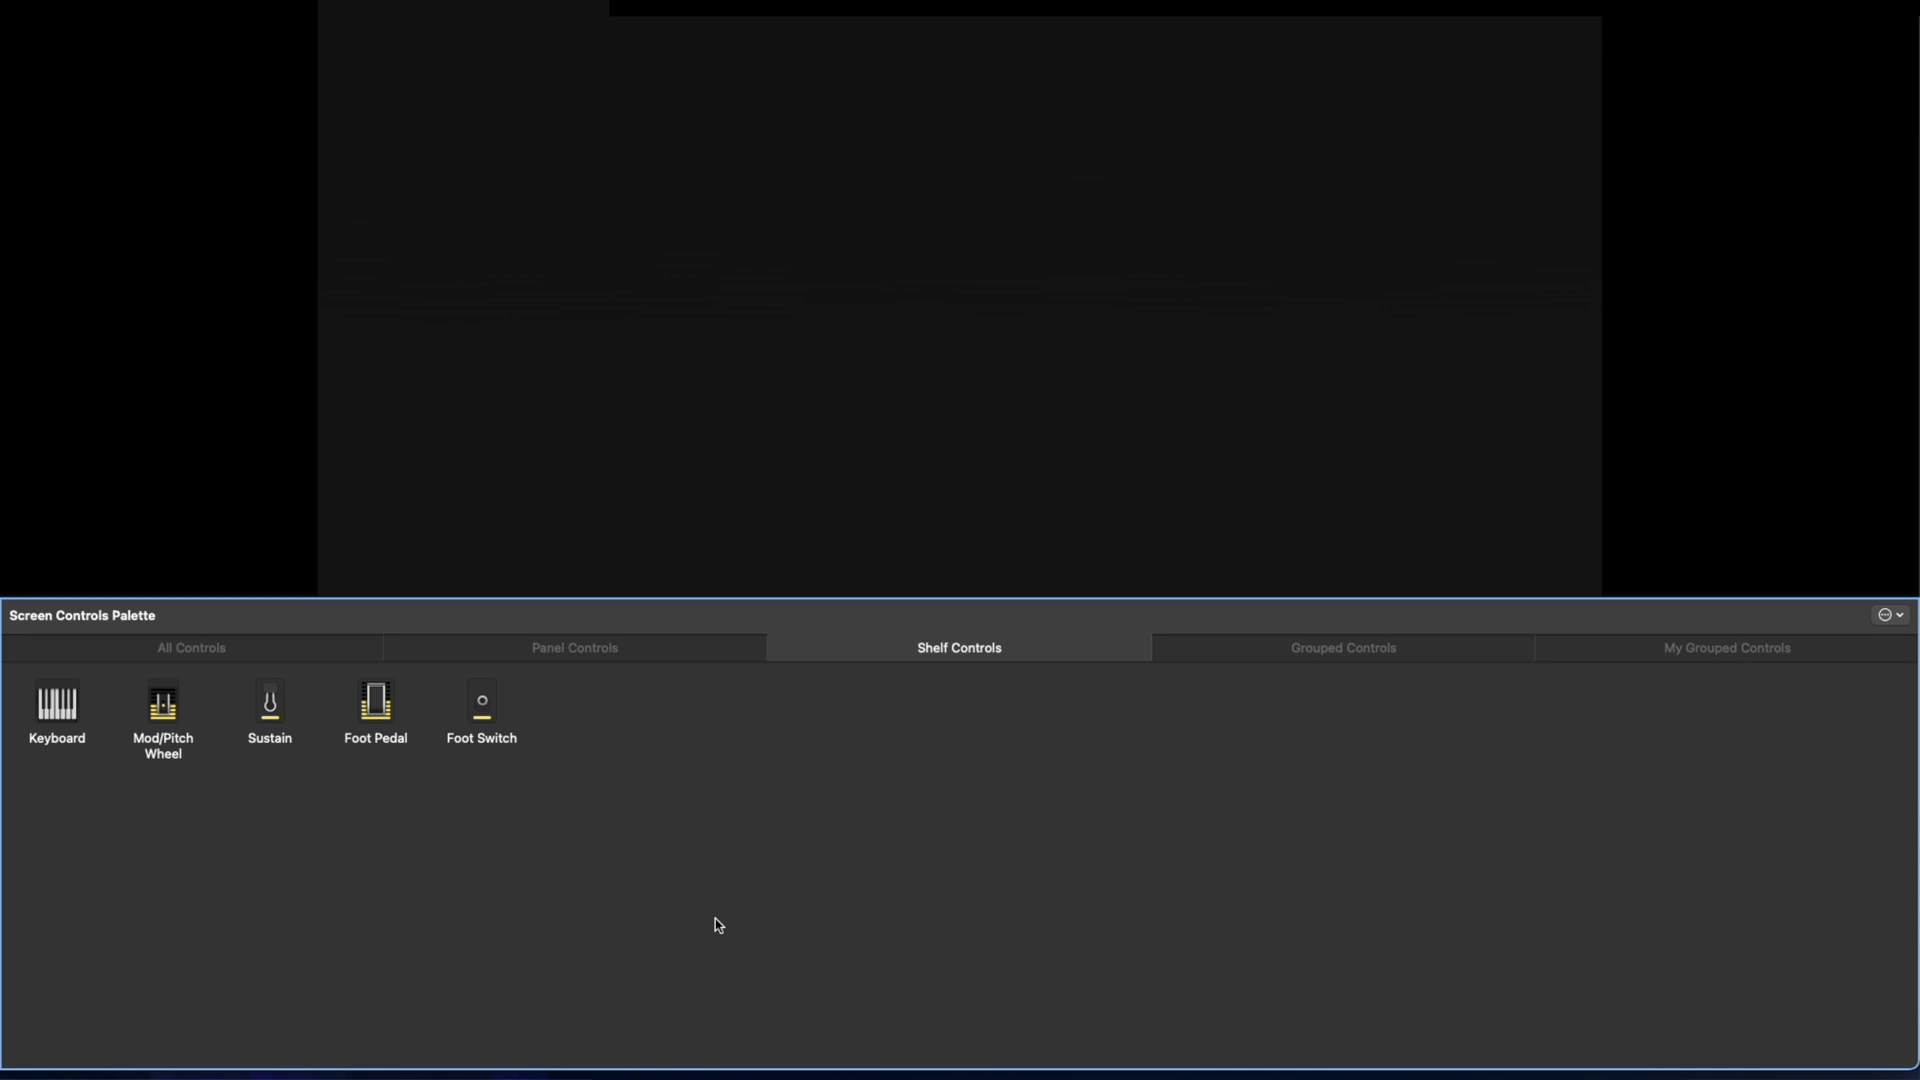 Screen Controls Palette
All Controls
Panel Controls
Shelf Controls
Grouped Controls
My Grouped Controls
Keyboard
Mod/Pitch
Wheel
Sustain
Foot Pedal
Foot Switch